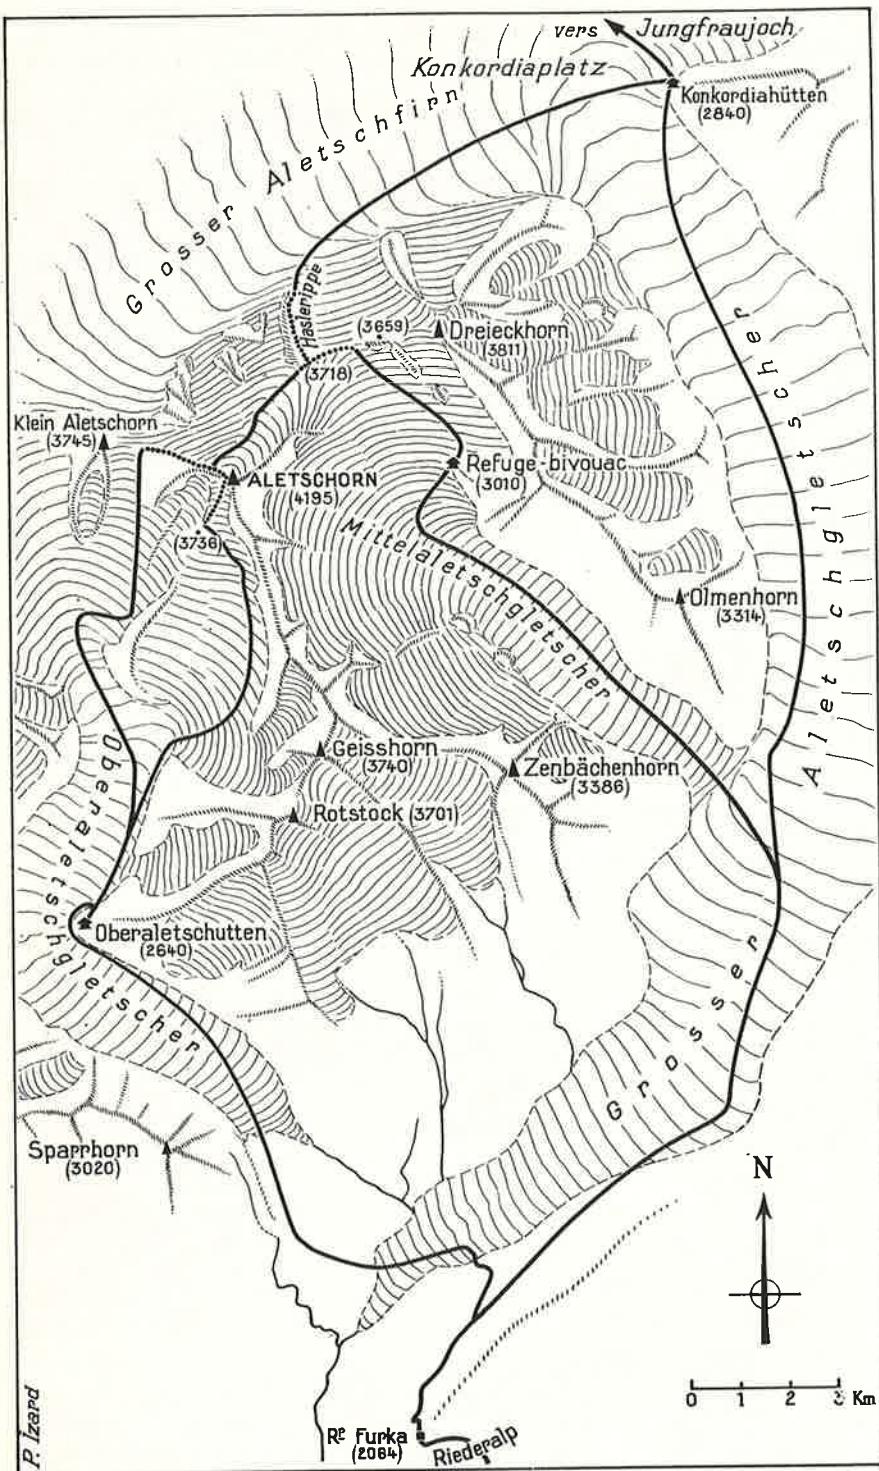 vers Jungfraujoch
Konkordiaplatz
Konkordiahütten
(2840)
Grosser Aletschfirn
Haslerippe
(3659)
Dreieckhorn
(3811)
(3718)
Klein Aletschorn
(3745)
ALETSCHORN
(4195)
Refuge-bivouac
(3010)
(3736)
Mittelaletschgletscher
Olmenhorn
(3314)
Grosser Aletschgletscher
Oberaletschgletscher
Geisshorn
(3740)
Zenbächenhorn
(3386)
Rotstock (3701)
Oberaletschutten
(2640)
Sparrhorn
(3020)
N
0 1 2 3 Km
P. Izard
Rᵖ Furka
(2064)
Riederalp